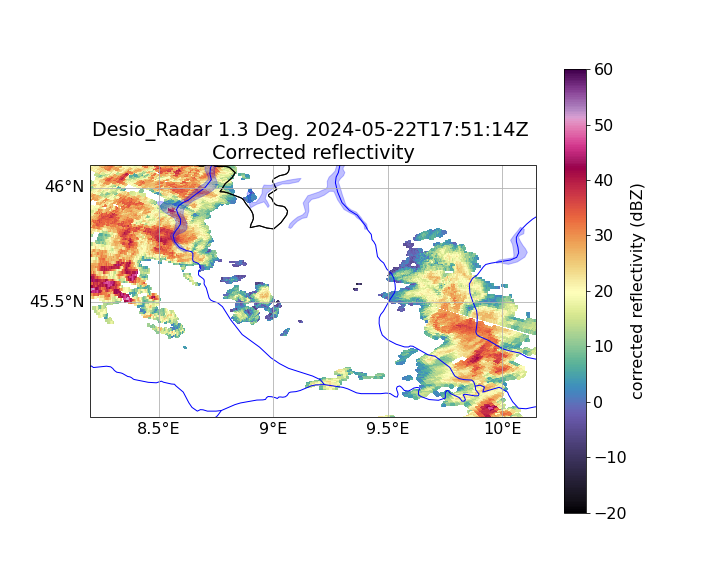 Desio_Radar 1.3 Deg. 2024-05-22T17:51:14Z
Corrected reflectivity
46°N
45.5°N
8.5°E
9°E
9.5°E
10°E
60
50
40
30
20
10
0
−10
−20
corrected reflectivity (dBZ)